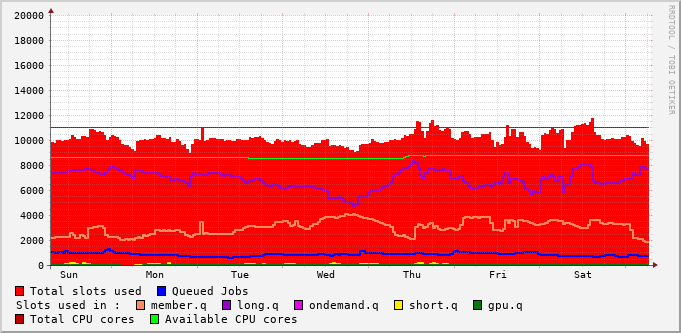 20000
18000
16000
14000
12000
10000
8000
6000
4000
2000
0
Sun Mon Tue Wed Thu Fri Sat
RRDTOOL / TOBI OETIKER
Total slots used Queued Jobs
Slots used in : member.q long.q ondemand.q short.q gpu.q
Total CPU cores Available CPU cores